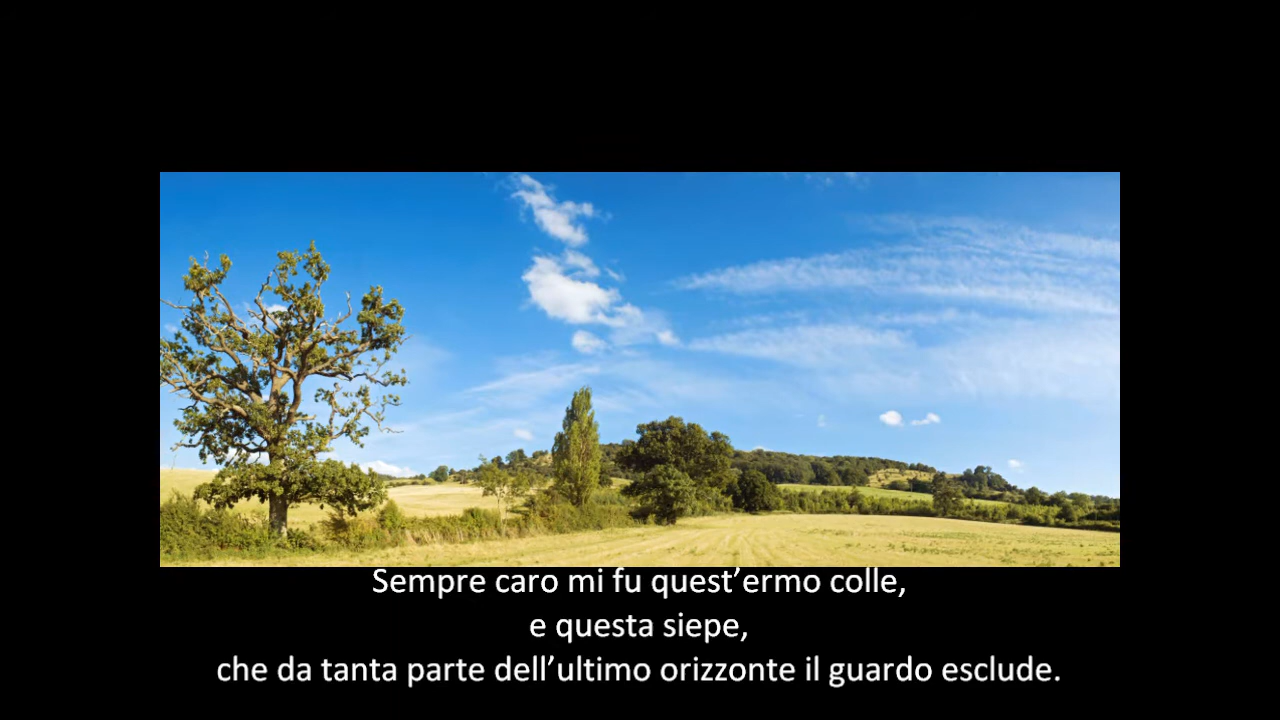 Sempre caro mi fu quest’ermo colle,
e questa siepe,
che da tanta parte dell’ultimo orizzonte il guardo esclude.